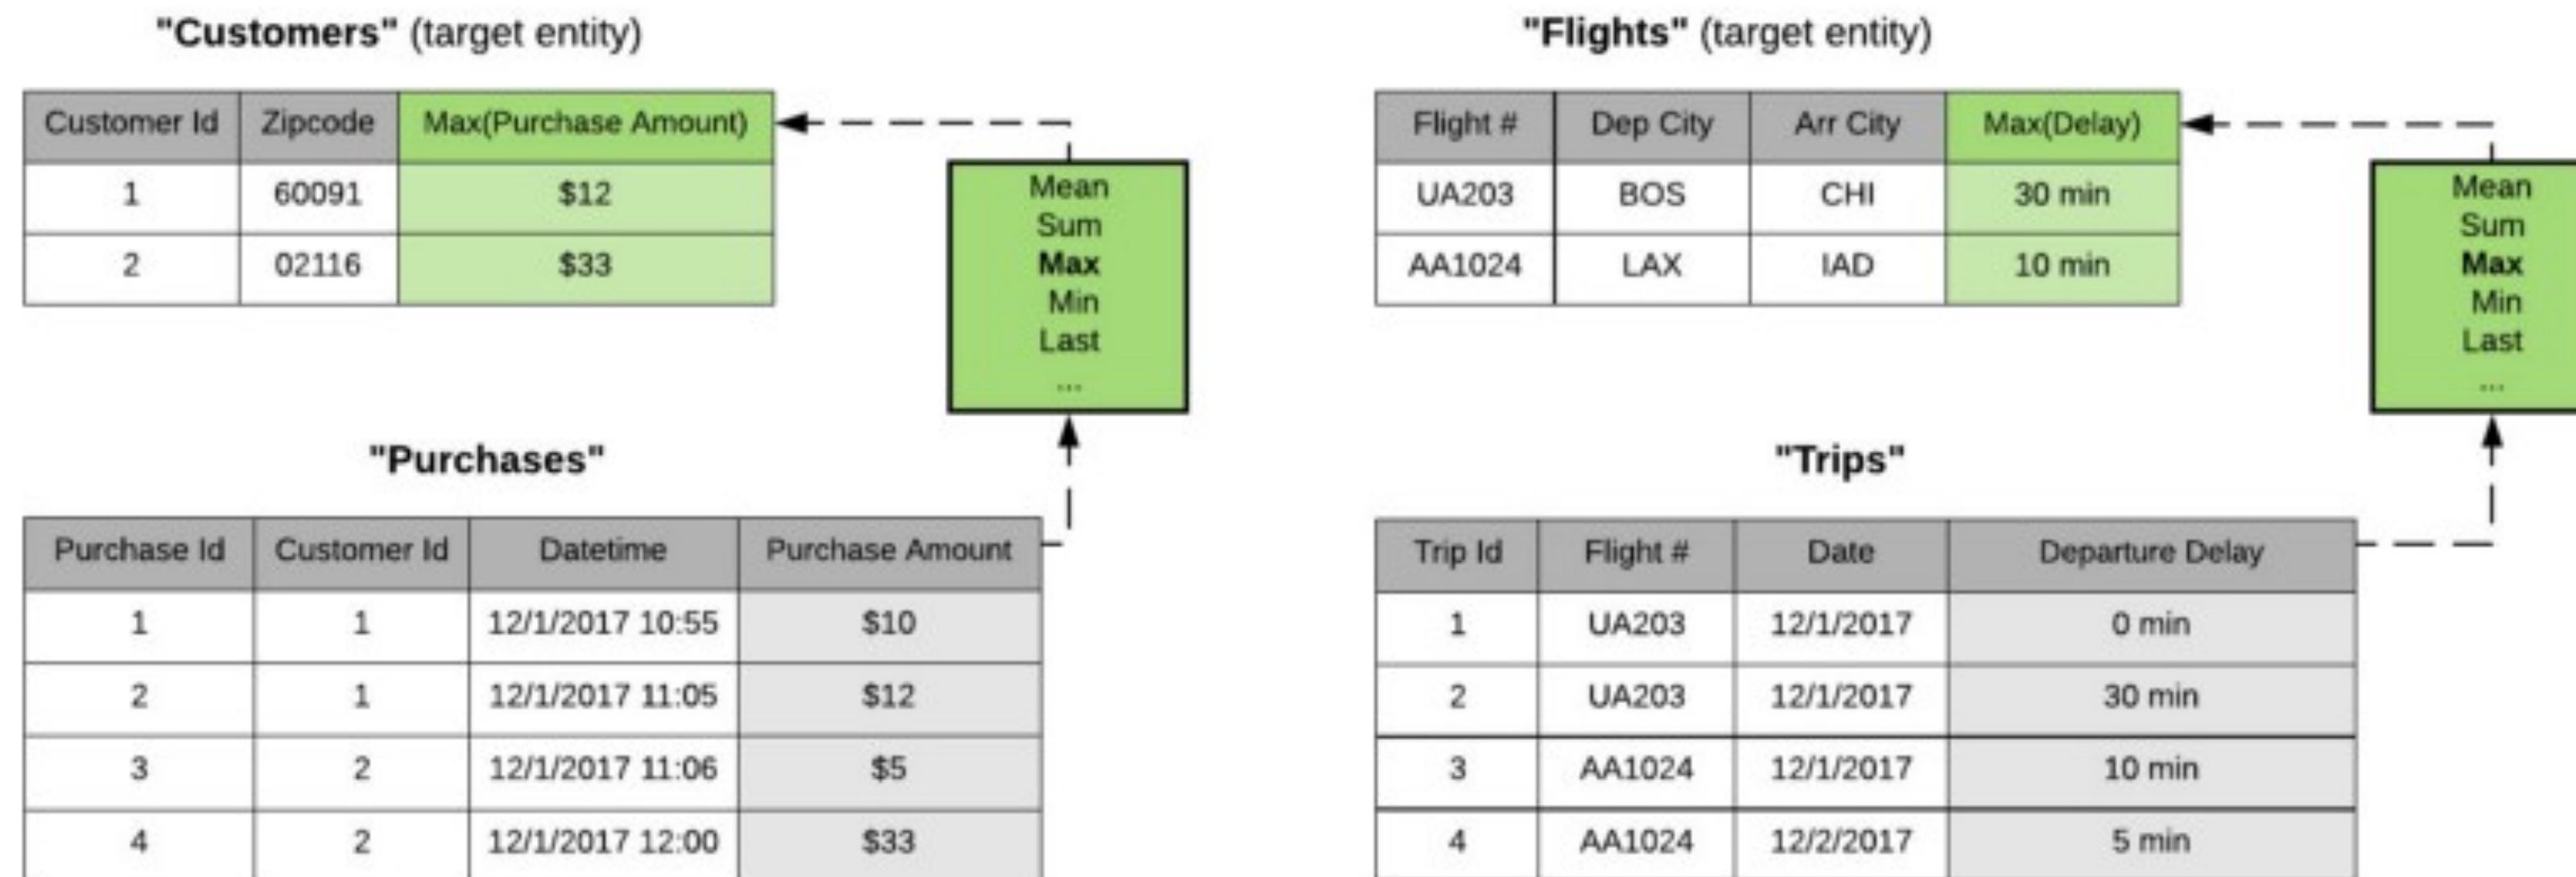 "Customers" (target entity)
Customer Id Zipcode Max(Purchase Amount)
1 60091 $12
2 02116 $33
Mean
Sum
Max
Min
Last
...
"Purchases"
Purchase Id Customer Id Datetime Purchase Amount
1 1 12/1/2017 10:55 $10
2 1 12/1/2017 11:05 $12
3 2 12/1/2017 11:06 $5
4 2 12/1/2017 12:00 $33
"Flights" (target entity)
Flight # Dep City Arr City Max(Delay)
UA203 BOS CHI 30 min
AA1024 LAX IAD 10 min
Mean
Sum
Max
Min
Last
...
"Trips"
Trip Id Flight # Date Departure Delay
1 UA203 12/1/2017 0 min
2 UA203 12/1/2017 30 min
3 AA1024 12/1/2017 10 min
4 AA1024 12/2/2017 5 min